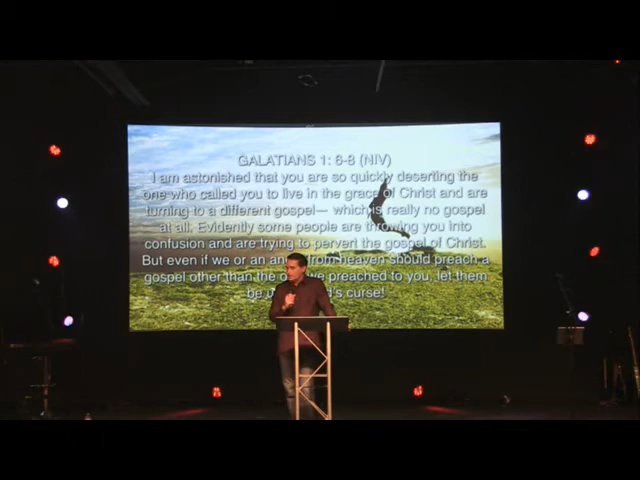 GALATIANS 1: 6-8 (NIV)
I am astonished that you are so quickly deserting the
one who called you to live in the grace of Christ and are
turning to a different gospel— which is really no gospel
at all. Evidently some people are throwing you into
confusion and are trying to pervert the gospel of Christ.
But even if we or an from heaven should preach a
gospel other than the we preached to you, let them
be curse!